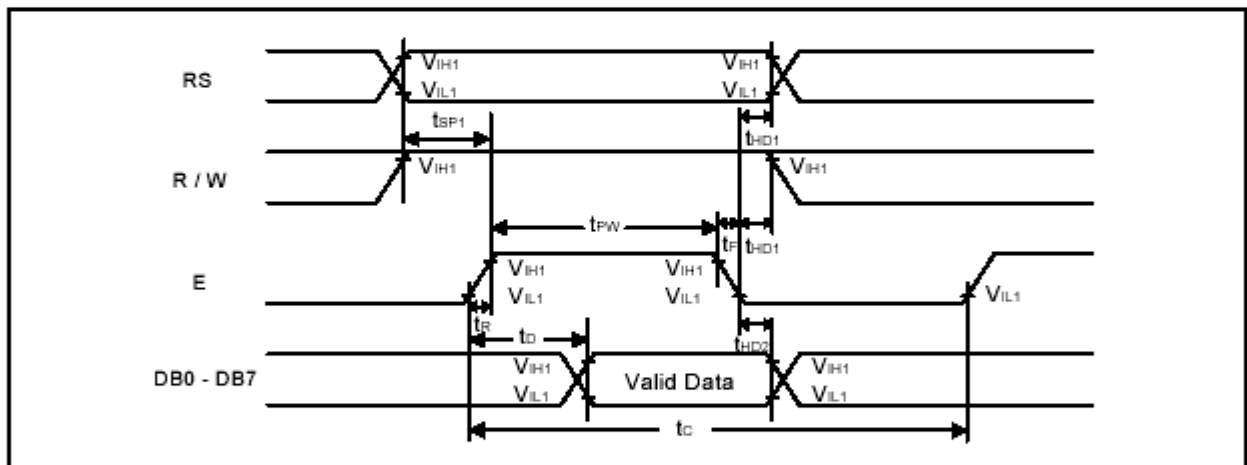 RS
VIH1 VIH1
VIL1 VIL1
tSP1 tHD1
R / W VIH1 VIH1
tPW tF tHD1
E VIH1 VIH1
VIL1 VIL1 VIL1
tR tD tHD2
DB0 - DB7 VIH1 Valid Data VIH1
VIL1 VIL1
tC